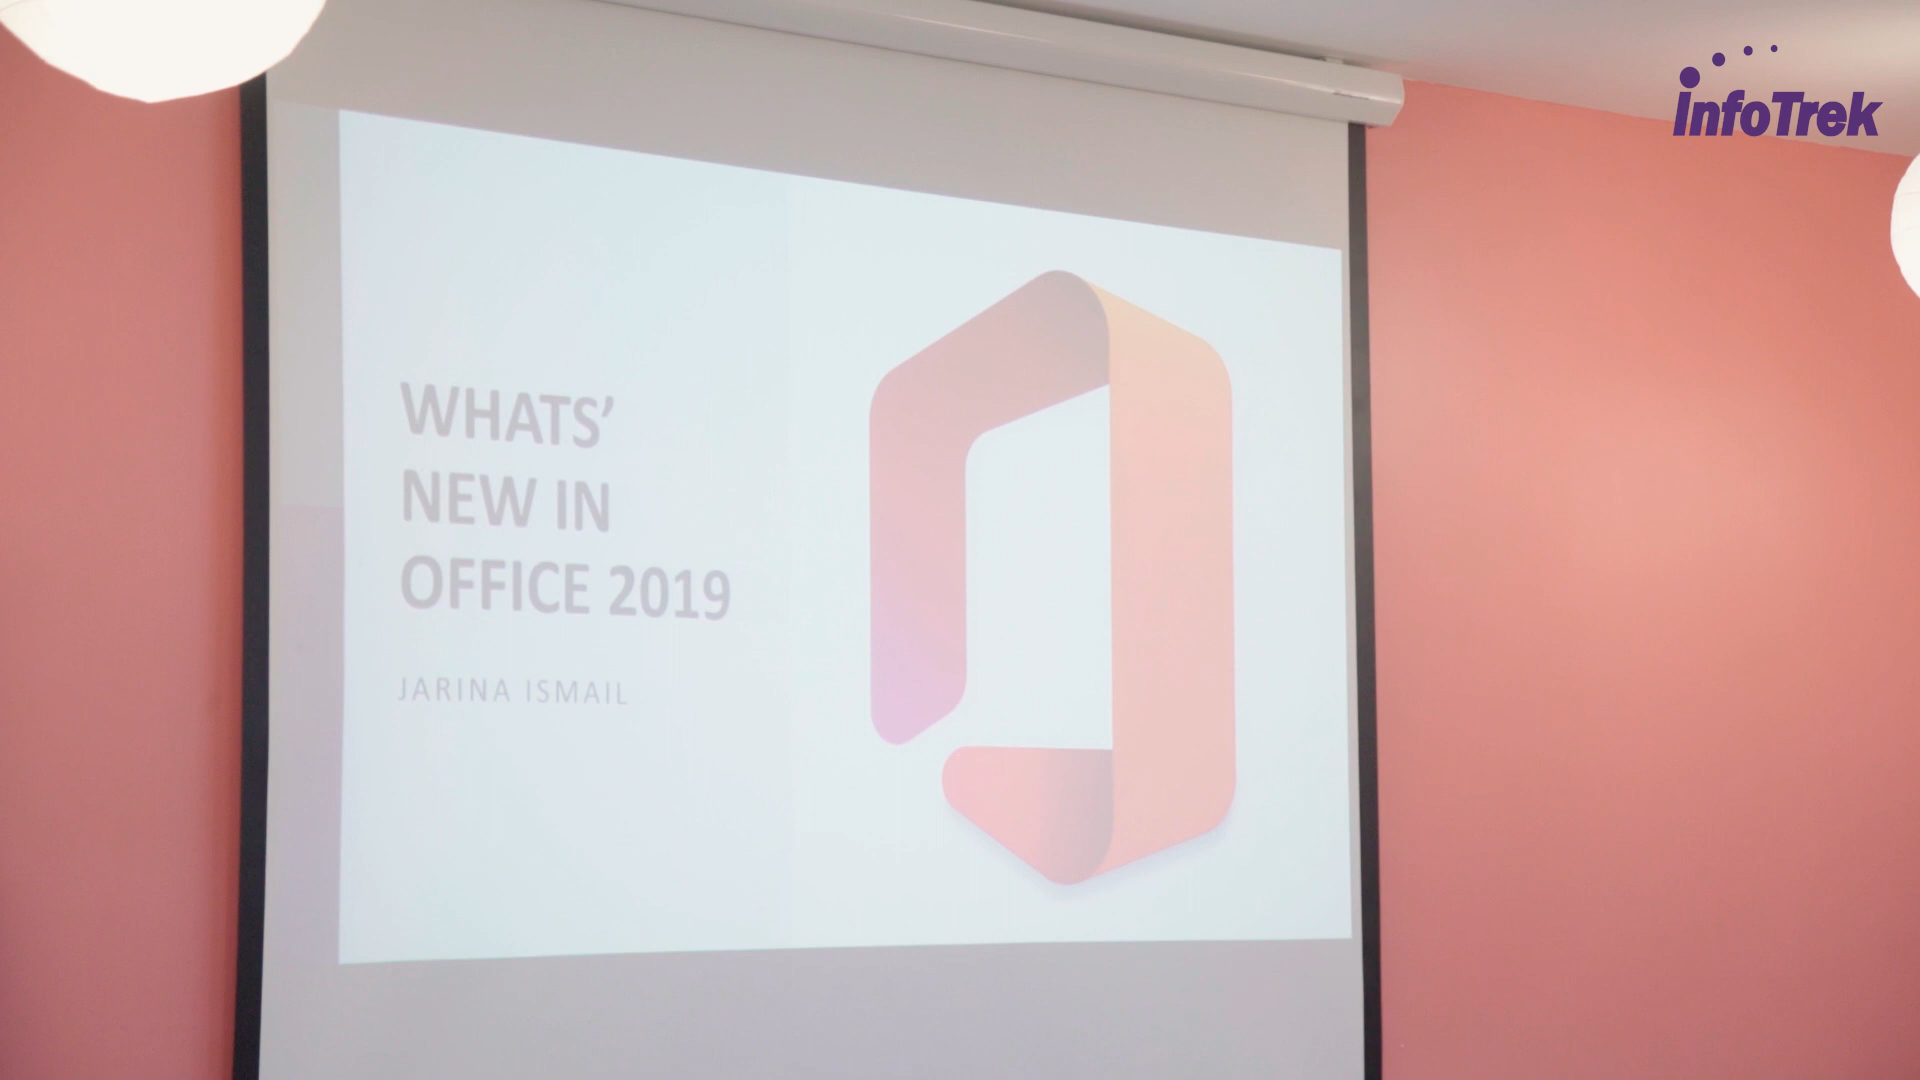 InfoTrek
WHATS’
NEW IN
OFFICE 2019
JARINA ISMAIL